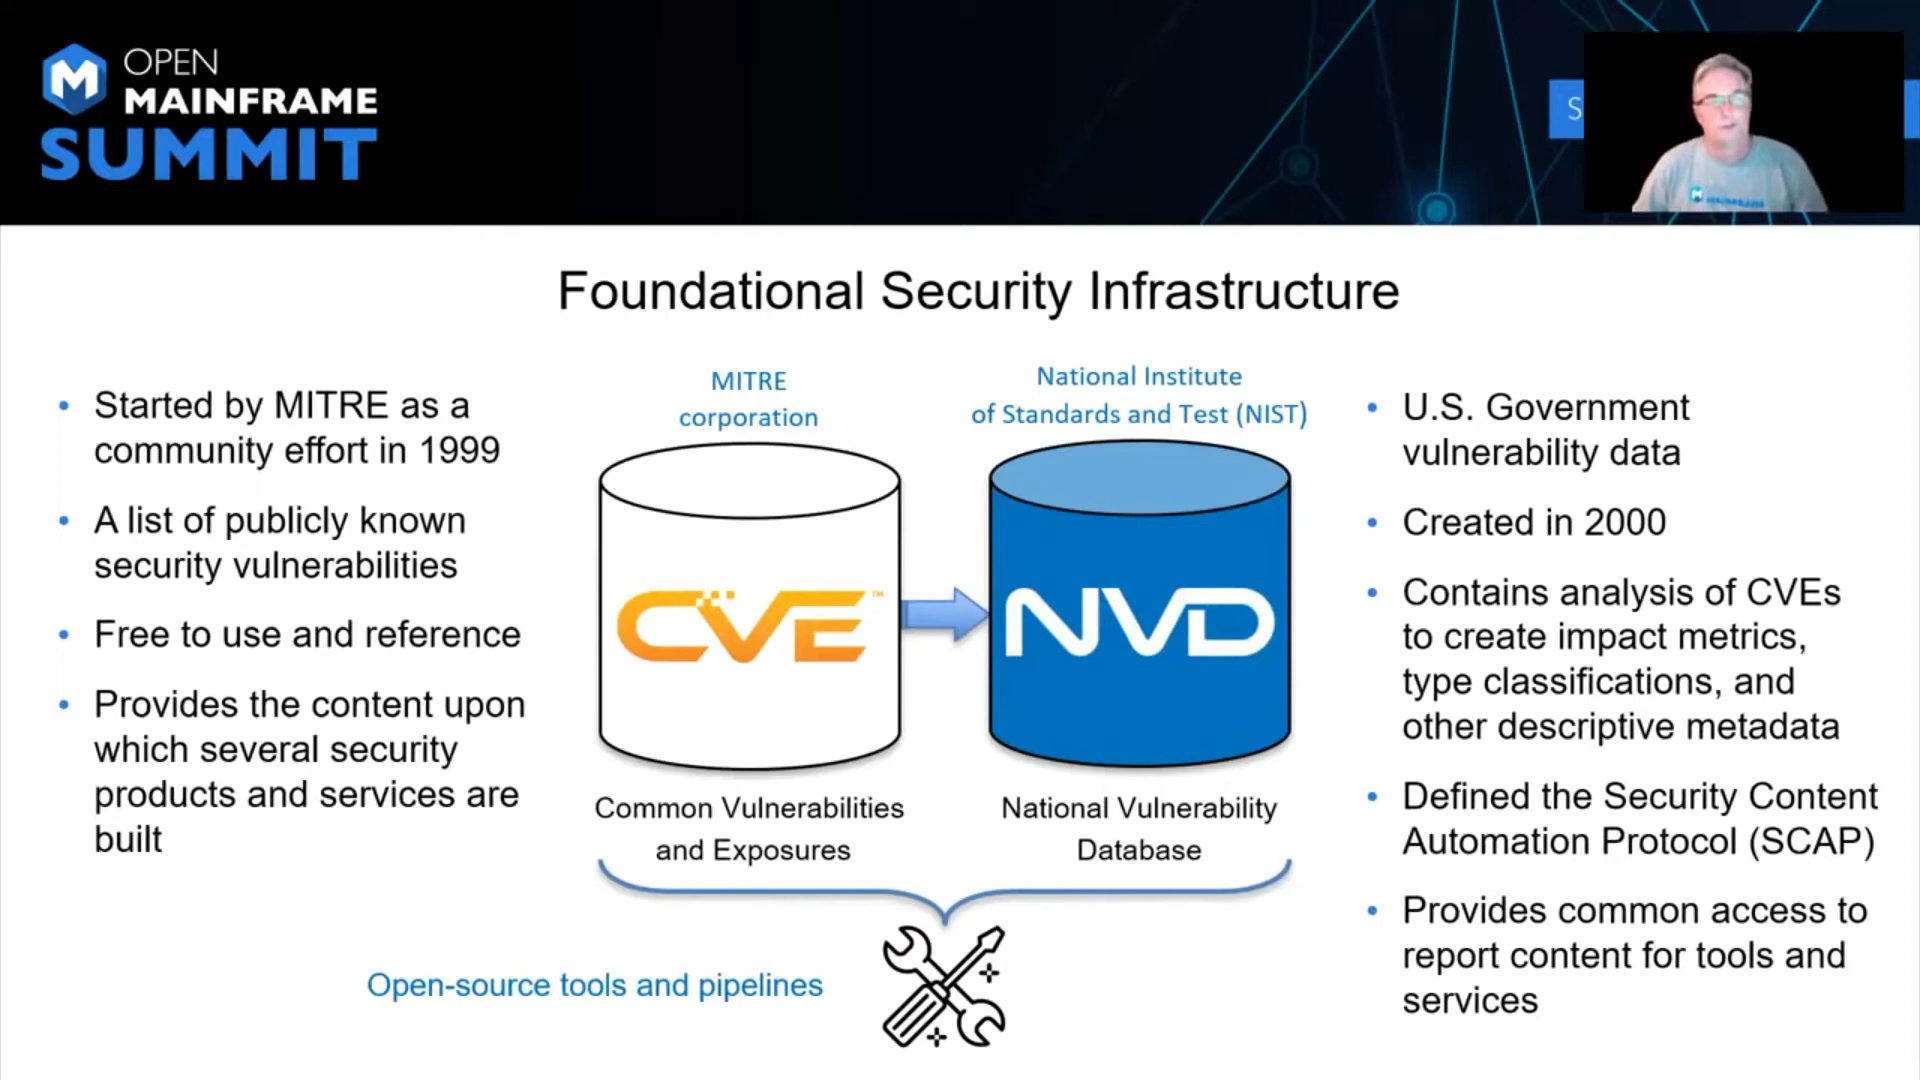 OPEN
MAINFRAME
SUMMIT
S
Foundational Security Infrastructure
• Started by MITRE as a
community effort in 1999
• A list of publicly known
security vulnerabilities
• Free to use and reference
• Provides the content upon
which several security
products and services are
built
MITRE
corporation
CVE™
Common Vulnerabilities
and Exposures
National Institute
of Standards and Test (NIST)
NVD
National Vulnerability
Database
Open-source tools and pipelines
• U.S. Government
vulnerability data
• Created in 2000
• Contains analysis of CVEs
to create impact metrics,
type classifications, and
other descriptive metadata
• Defined the Security Content
Automation Protocol (SCAP)
• Provides common access to
report content for tools and
services